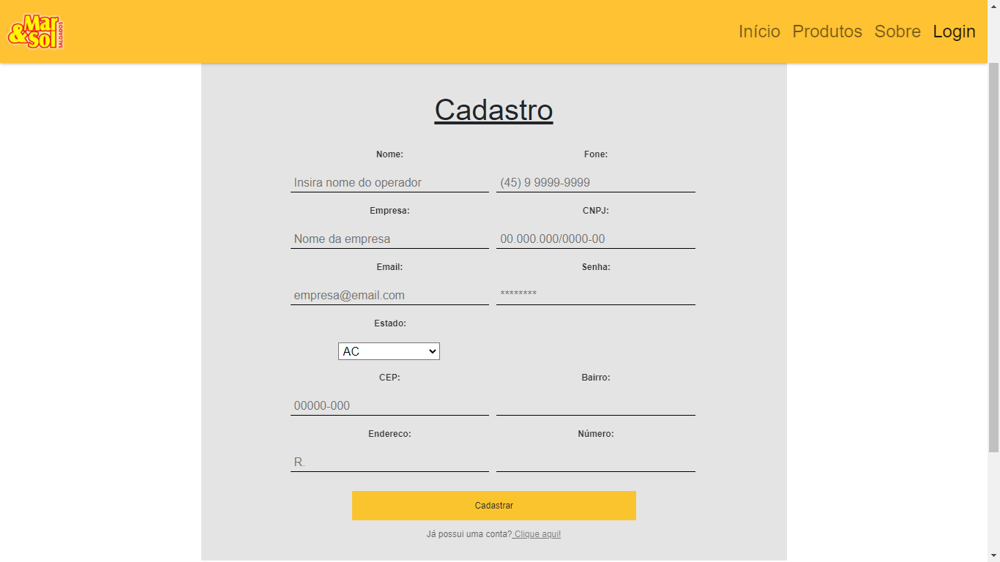 Mar
&Sol
SALGADOS
Início Produtos Sobre Login
Cadastro
Nome: Fone:
Insira nome do operador (45) 9 9999-9999
Empresa: CNPJ:
Nome da empresa 00.000.000/0000-00
Email: Senha:
empresa@email.com ********
Estado:
AC
CEP: Bairro:
00000-000
Endereco: Número:
R.
Cadastrar
Já possui uma conta? Clique aqui!